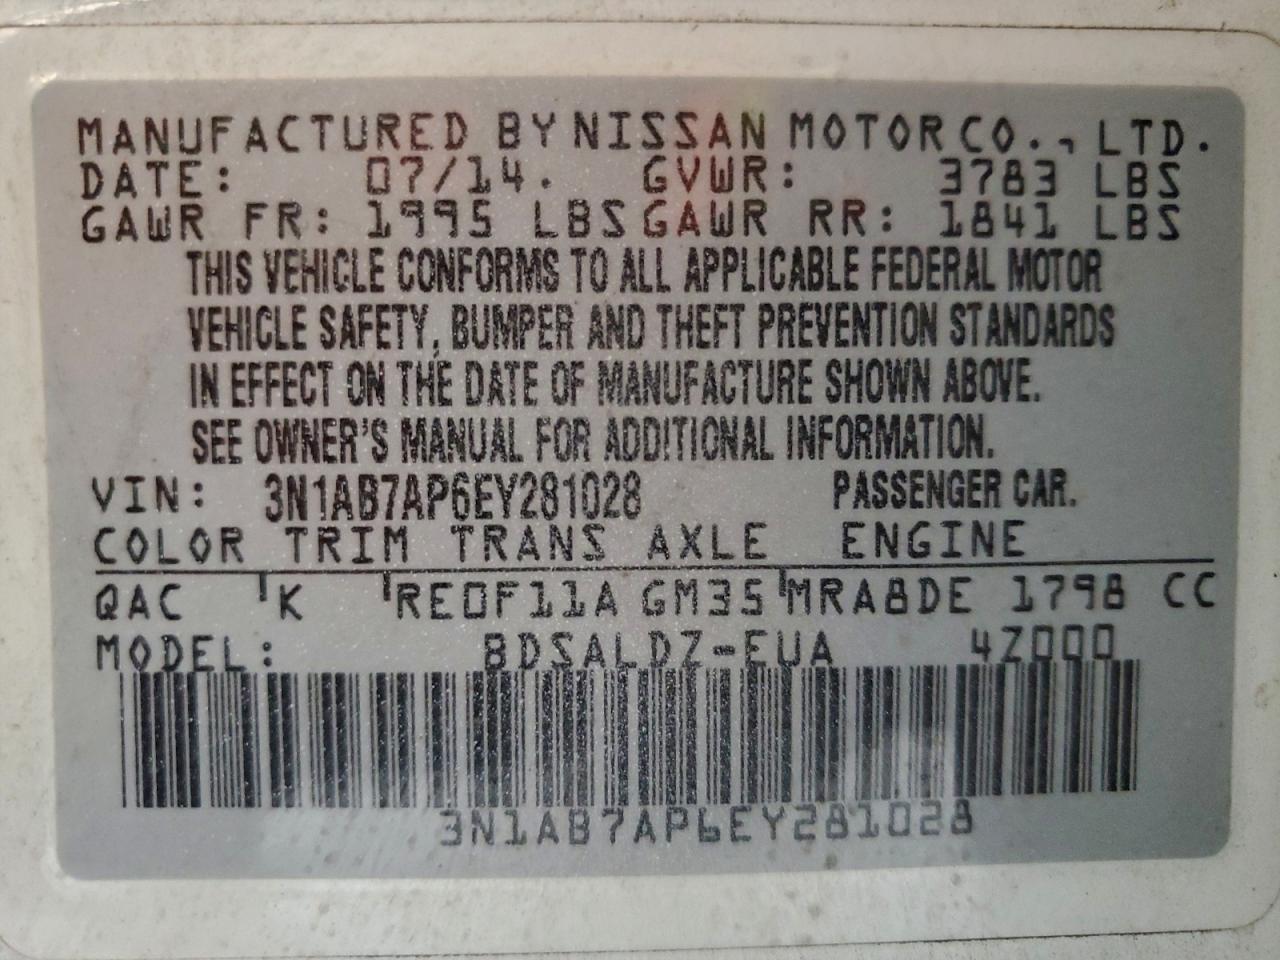 MANUFACTURED BY NISSAN MOTOR CO., LTD.
DATE: 07/14. GVWR: 3783 LBS
GAWR FR: 1995 LBS GAWR RR: 1841 LBS
THIS VEHICLE CONFORMS TO ALL APPLICABLE FEDERAL MOTOR
VEHICLE SAFETY, BUMPER AND THEFT PREVENTION STANDARDS
IN EFFECT ON THE DATE OF MANUFACTURE SHOWN ABOVE.
SEE OWNER'S MANUAL FOR ADDITIONAL INFORMATION.
VIN: 3N1AB7AP6EY281028 PASSENGER CAR.
COLOR TRIM TRANS AXLE ENGINE
QAC K RE0F11A GM35 MRA8DE 1798 CC
MODEL: BDSALDZ-EUA 4Z000
3N1AB7AP6EY281028